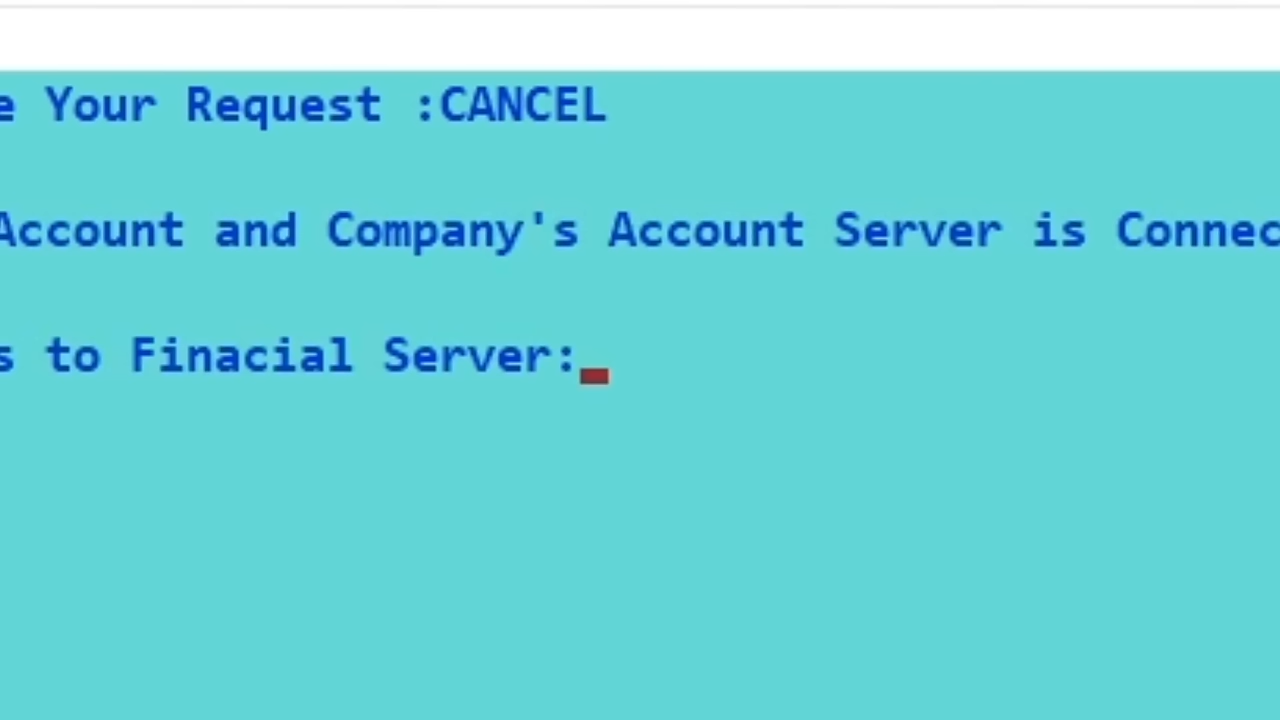 e Your Request :CANCEL
Account and Company's Account Server is Connec
s to Finacial Server: